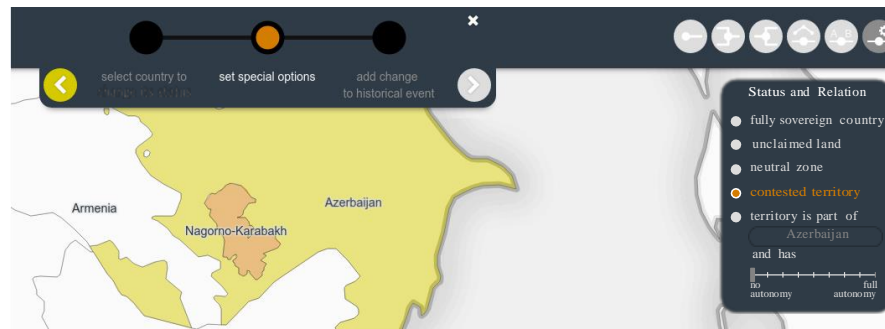 select country to
set special options
add change
to historical event
A B
Status and Relation
fully sovereign country
unclaimed land
neutral zone
contested territory
territory is part of
Azerbaijan
and has
no
autonomy
full
autonomy
Armenia
Azerbaijan
Nagorno-Karabakh